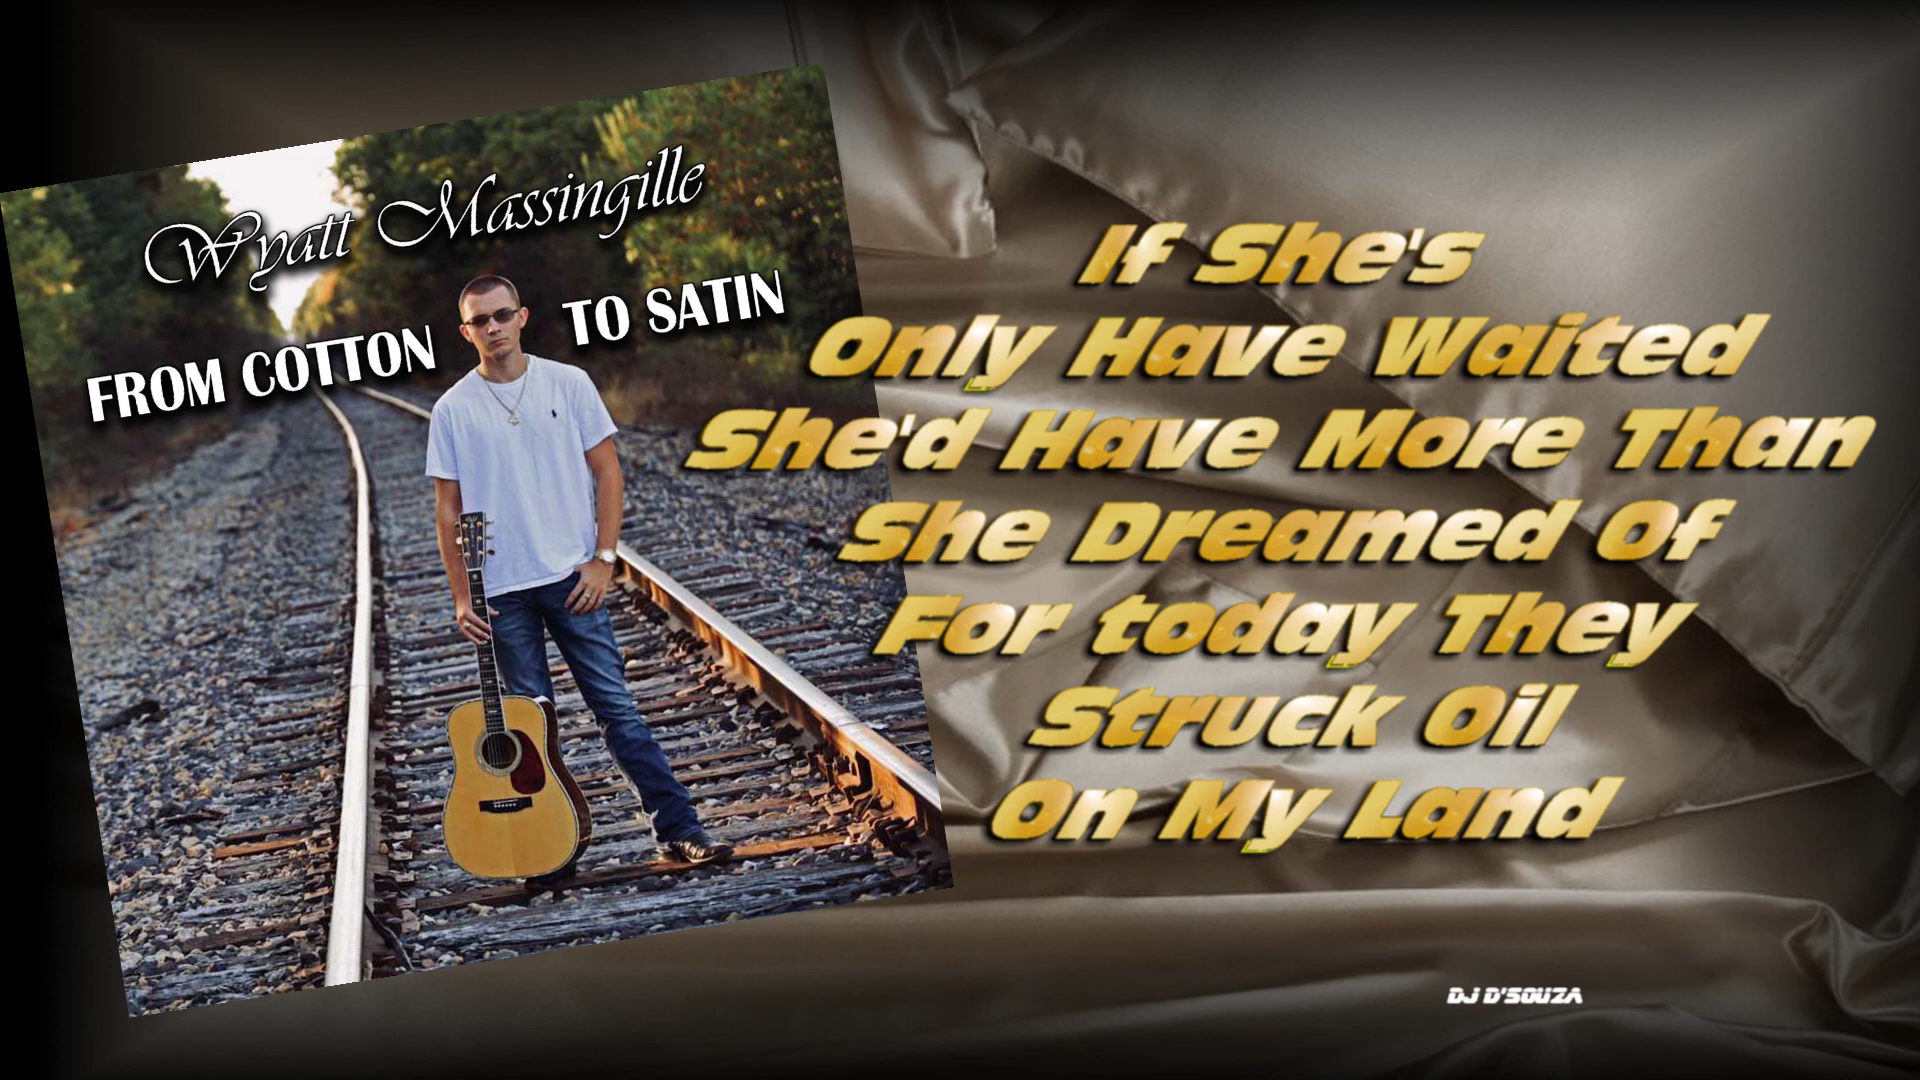 Wyatt Massingille
FROM COTTON TO SATIN
If She's
Only Have Waited
She'd Have More Than
She Dreamed Of
For today They
Struck Oil
On My Land
DJ D'SOUZA